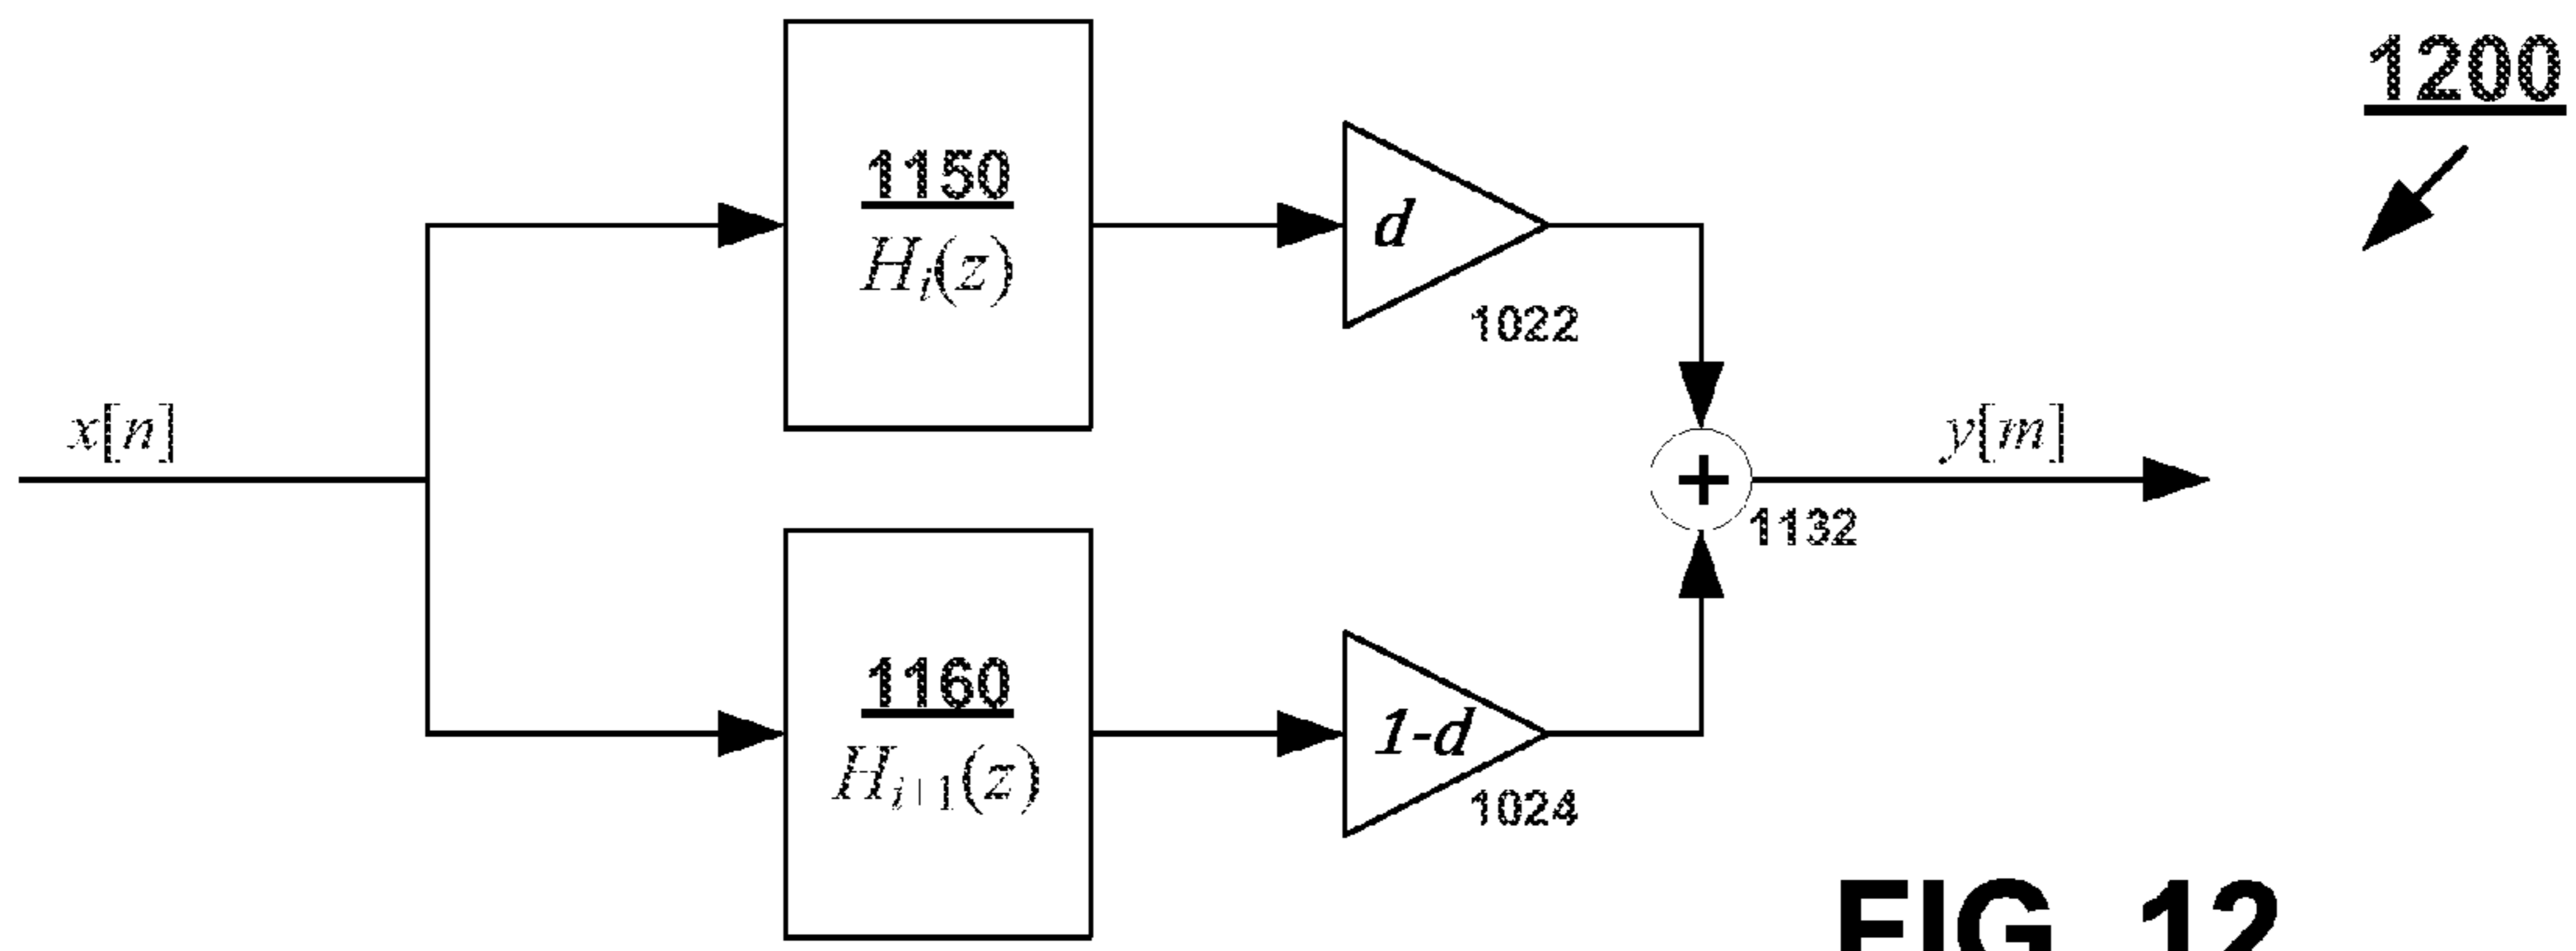 1200
1150
H_i(z)
d
1022
x[n]
y[m]
1132
1160
H_{i+1}(z)
1-d
1024
FIG. 12